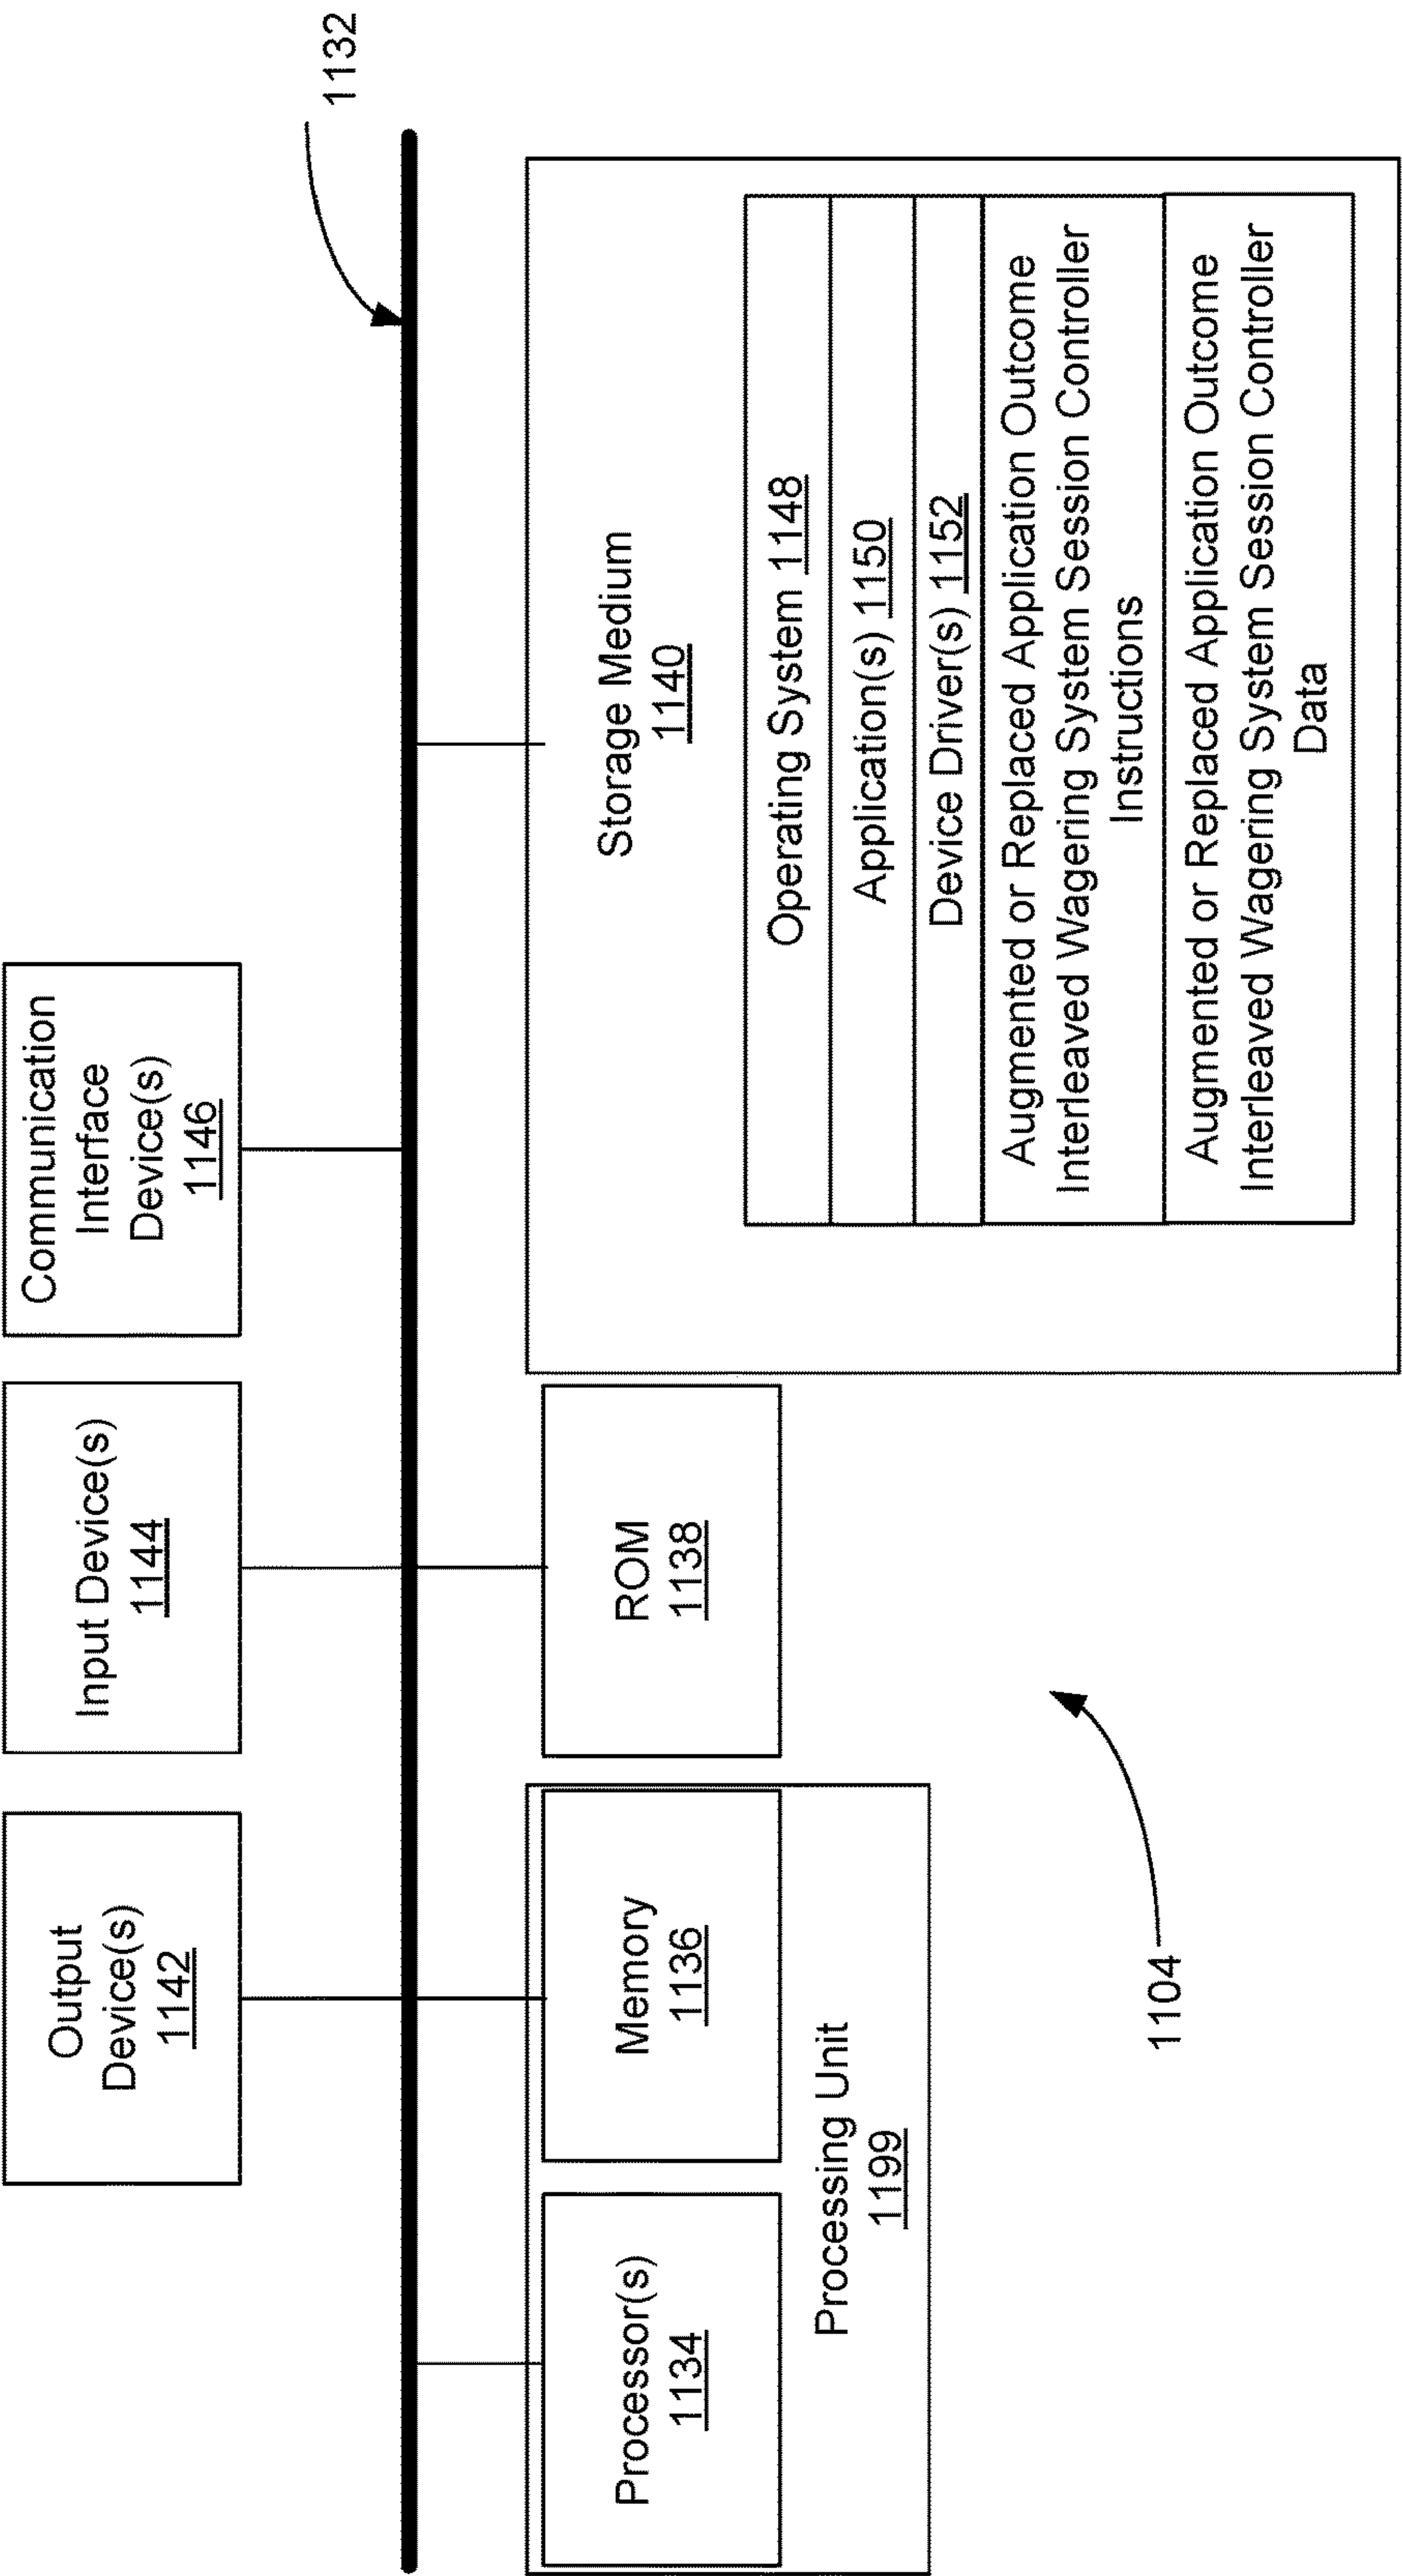 Output
Device(s)
1142
Input Device(s)
1144
Communication
Interface
Device(s)
1146
1132
Processor(s)
1134
Memory
1136
Processing Unit
1199
ROM
1138
Storage Medium
1140
Operating System 1148
Application(s) 1150
Device Driver(s) 1152
Augmented or Replaced Application Outcome
Interleaved Wagering System Session Controller
Instructions
Augmented or Replaced Application Outcome
Interleaved Wagering System Session Controller
Data
1104